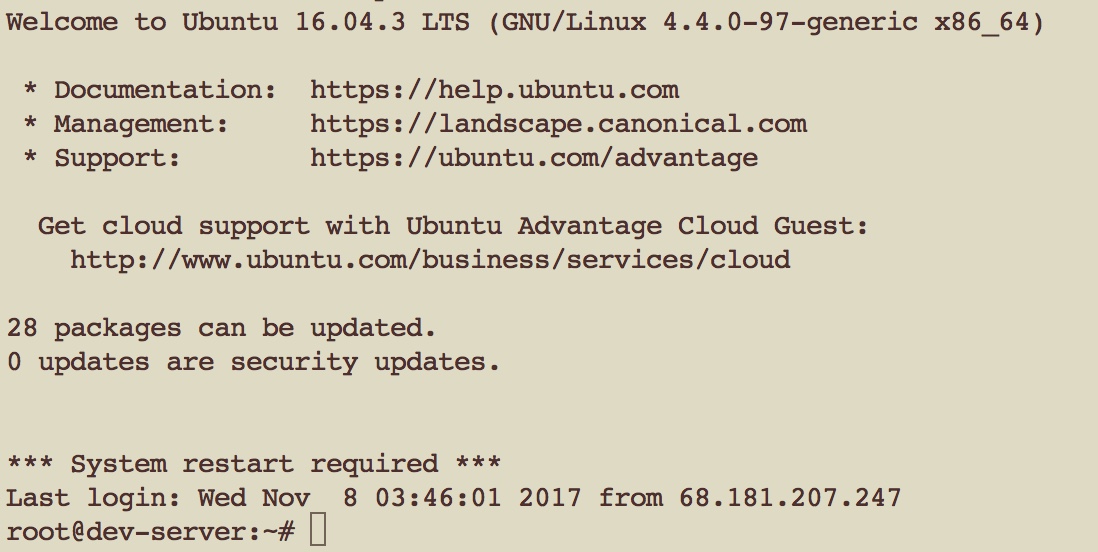 Welcome to Ubuntu 16.04.3 LTS (GNU/Linux 4.4.0-97-generic x86_64)
* Documentation:  https://help.ubuntu.com
* Management:     https://landscape.canonical.com
* Support:        https://ubuntu.com/advantage
Get cloud support with Ubuntu Advantage Cloud Guest:
http://www.ubuntu.com/business/services/cloud
28 packages can be updated.
0 updates are security updates.
*** System restart required ***
Last login: Wed Nov  8 03:46:01 2017 from 68.181.207.247
root@dev-server:~#